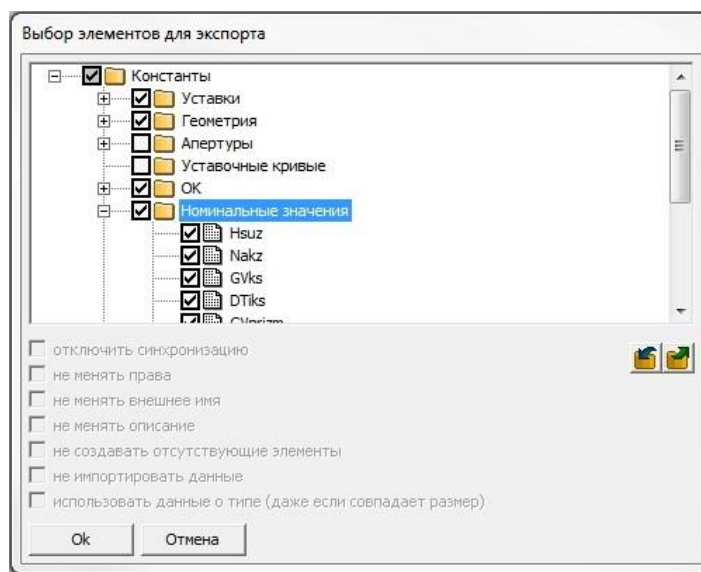 Выбор элементов для экспорта
Константы
Уставки
Геометрия
Апертуры
Уставочные кривые
ОК
Номинальные значения
Hsuz
Nakz
GVks
DTiks
GVprizm
отключить синхронизацию
не менять права
не менять внешнее имя
не менять описание
не создавать отсутствующие элементы
не импортировать данные
использовать данные о типе (даже если совпадает размер)
Ok
Отмена